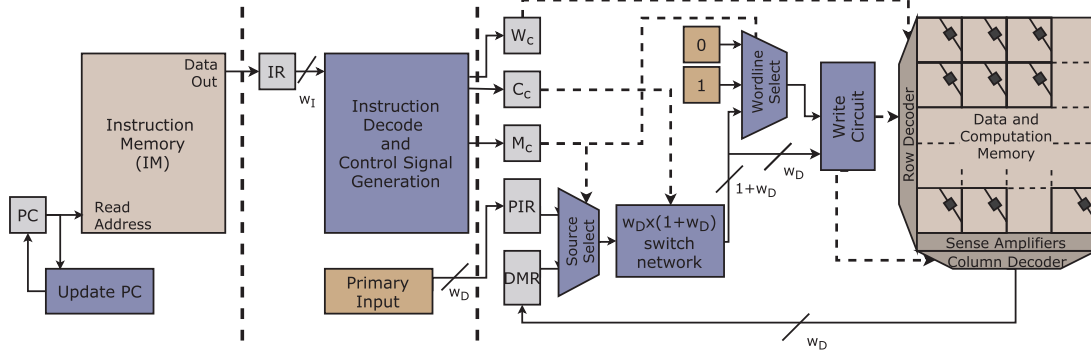 Data
Out
Instruction
Memory
(IM)
Read
Address
PC
Update PC
IR
w_I
Instruction
Decode
and
Control Signal
Generation
Primary
Input
w_D
W_C
C_C
M_C
PIR
DMR
Source
Select
w_Dx(1+w_D)
switch
network
0
1
Wordline
Select
1+w_D
w_D
Write
Circuit
Row Decoder
Data and
Computation
Memory
Sense Amplifiers
Column Decoder
w_D